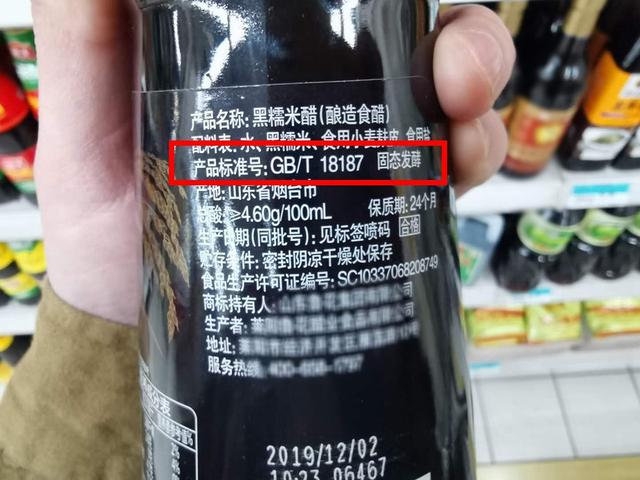 产品名称:黑糯米醋(酿造食醋)
配料表:水、黑糯米、食用小麦麸皮、食用盐
产品标准号:GB/T 18187 固态发酵
产地:山东省烟台市
总酸:≥4.60g/100mL 保质期:24个月
生产日期(同批号):见标签喷码 合格
贮存条件:密封阴凉干燥处保存
食品生产许可证编号:SC10337068208749
商标持有人:
生产者:
地址:
服务热线:
2019/12/02
10:23 06467